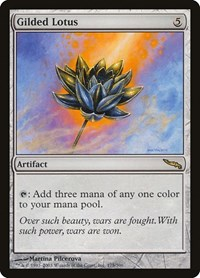 Gilded Lotus 5
Artifact
: Add three mana of any one color
to your mana pool.
Over such beauty, wars are fought. With
such power, wars are won.
Martina Pilcerova